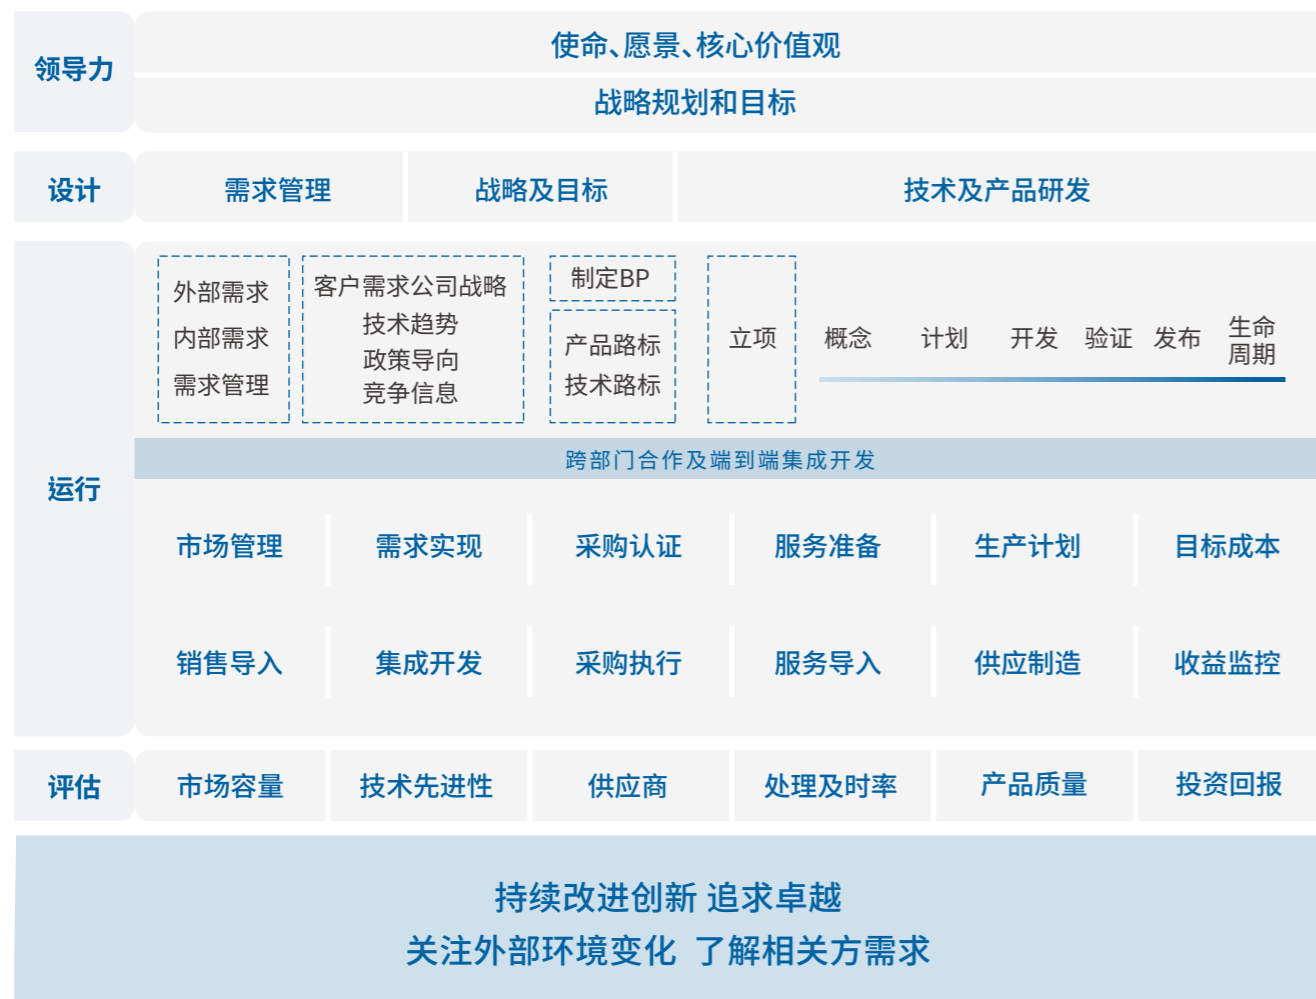 领导力
使命、愿景、核心价值观
战略规划和目标
设计
需求管理
战略及目标
技术及产品研发
运行
外部需求
内部需求
需求管理
客户需求公司战略
技术趋势
政策导向
竞争信息
制定BP
产品路标
技术路标
立项
概念
计划
开发
验证
发布
生命
周期
跨部门合作及端到端集成开发
市场管理
需求实现
采购认证
服务准备
生产计划
目标成本
销售导入
集成开发
采购执行
服务导入
供应制造
收益监控
评估
市场容量
技术先进性
供应商
处理及时率
产品质量
投资回报
持续改进创新 追求卓越
关注外部环境变化 了解相关方需求